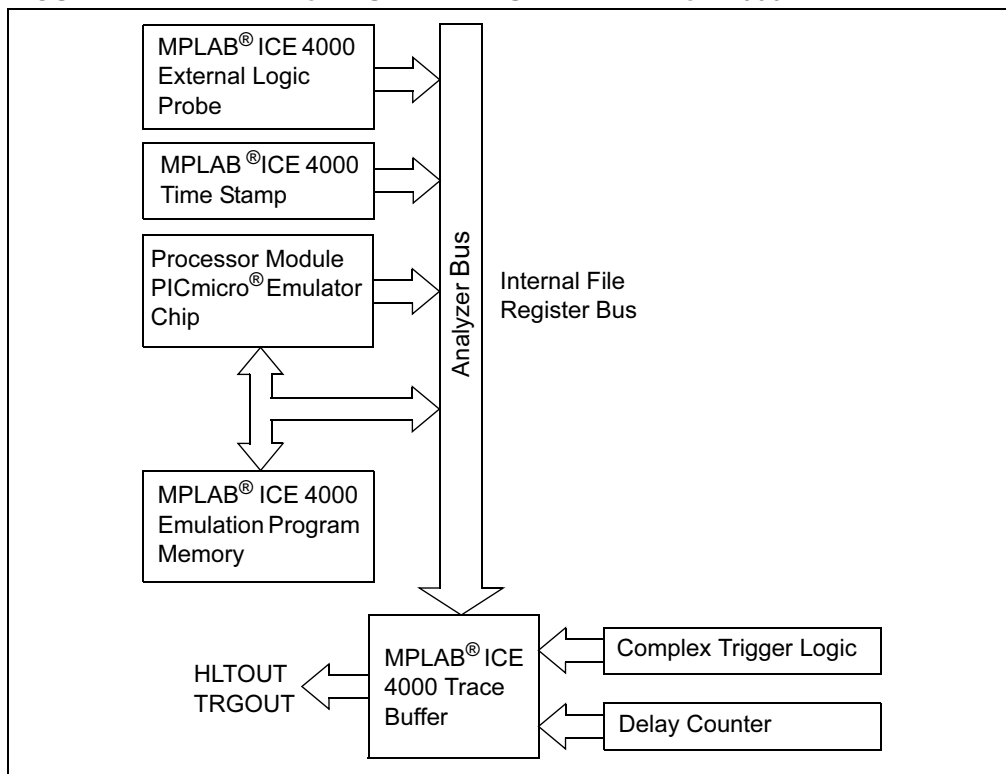 MPLAB® ICE 4000
External Logic
Probe
MPLAB ®ICE 4000
Time Stamp
Processor Module
PICmicro® Emulator
Chip
Analyzer Bus
Internal File
Register Bus
MPLAB® ICE 4000
Emulation Program
Memory
HLTOUT
TRGOUT
MPLAB® ICE
4000 Trace
Buffer
Complex Trigger Logic
Delay Counter